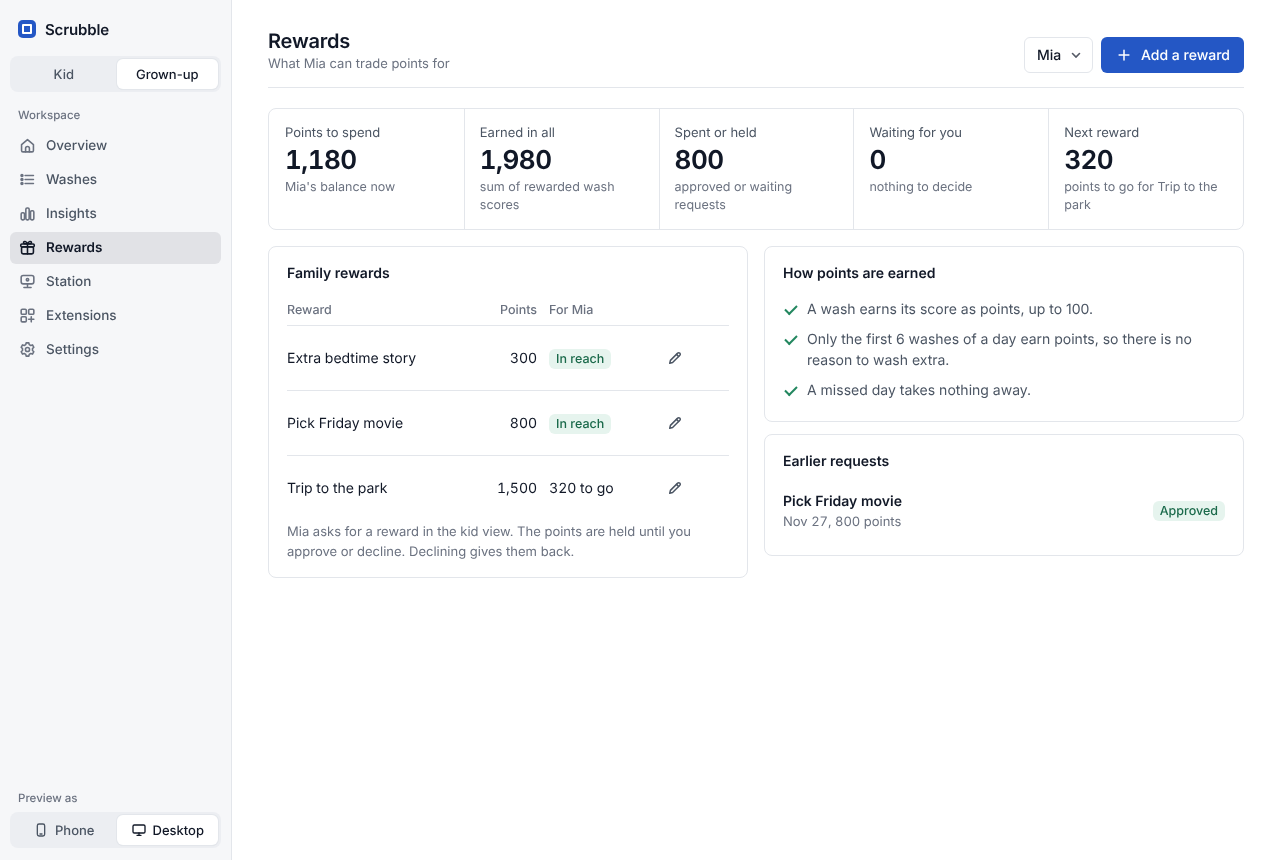 Scrubble
Kid
Grown-up
Workspace
Overview
Washes
Insights
Rewards
Station
Extensions
Settings
Preview as
Phone
Desktop
Rewards
What Mia can trade points for
Mia
Add a reward
Points to spend
1,180
Mia's balance now
Earned in all
1,980
sum of rewarded wash
scores
Spent or held
800
approved or waiting
requests
Waiting for you
0
nothing to decide
Next reward
320
points to go for Trip to the
park
Family rewards
Reward Points For Mia
Extra bedtime story 300 In reach
Pick Friday movie 800 In reach
Trip to the park 1,500 320 to go
Mia asks for a reward in the kid view. The points are held until you
approve or decline. Declining gives them back.
How points are earned
A wash earns its score as points, up to 100.
Only the first 6 washes of a day earn points, so there is no
reason to wash extra.
A missed day takes nothing away.
Earlier requests
Pick Friday movie
Nov 27, 800 points
Approved